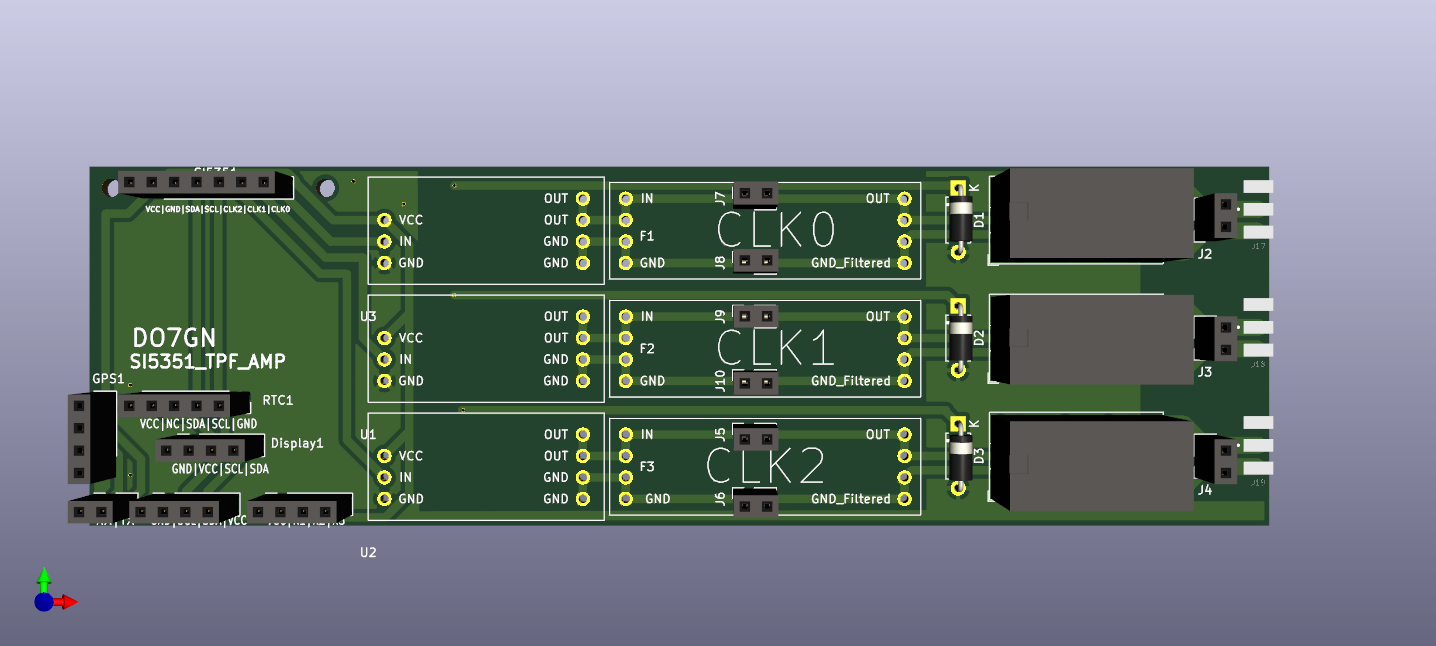 VCC|GND|SDA|SCL|CLK2|CLK1|CLK0
VCC
IN
GND
OUT
OUT
GND
GND
IN
F1
GND
J7
CLK0
J8
OUT
GND_Filtered
K
D1
J2
J17
U3
VCC
IN
GND
OUT
OUT
GND
GND
IN
F2
GND
J9
CLK1
J10
OUT
GND_Filtered
D2
J3
DO7GN
SI5351_TPF_AMP
GPS1
RTC1
VCC|NC|SDA|SCL|GND
Display1
GND|VCC|SCL|SDA
U1
VCC
IN
GND
OUT
OUT
GND
GND
IN
F3
GND
J5
CLK2
J6
OUT
GND_Filtered
K
D3
J4
J19
U2